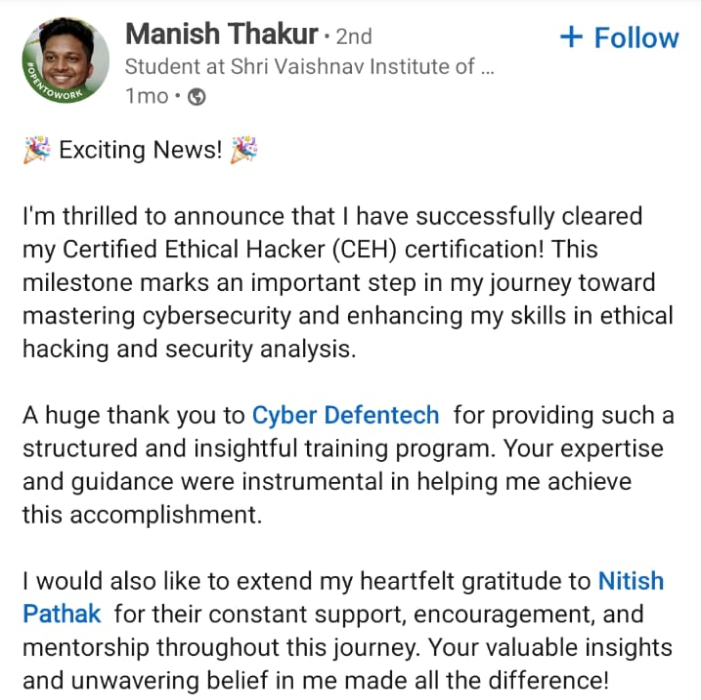 Manish Thakur · 2nd
+ Follow
Student at Shri Vaishnav Institute of ...
1mo ·
#OPENTOWORK
🎉 Exciting News! 🎉
I'm thrilled to announce that I have successfully cleared
my Certified Ethical Hacker (CEH) certification! This
milestone marks an important step in my journey toward
mastering cybersecurity and enhancing my skills in ethical
hacking and security analysis.
A huge thank you to Cyber Defentech for providing such a
structured and insightful training program. Your expertise
and guidance were instrumental in helping me achieve
this accomplishment.
I would also like to extend my heartfelt gratitude to Nitish
Pathak for their constant support, encouragement, and
mentorship throughout this journey. Your valuable insights
and unwavering belief in me made all the difference!